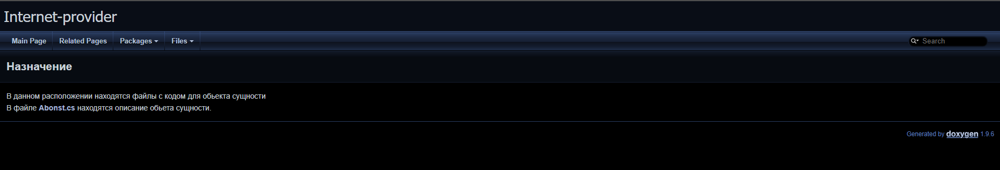 Internet-provider
Main Page Related Pages Packages Files Search
Назначение
В данном расположении находятся файлы с кодом для обьекта сущности
В файле Abonst.cs находятся описание обьета сущности.
Generated by doxygen 1.9.6